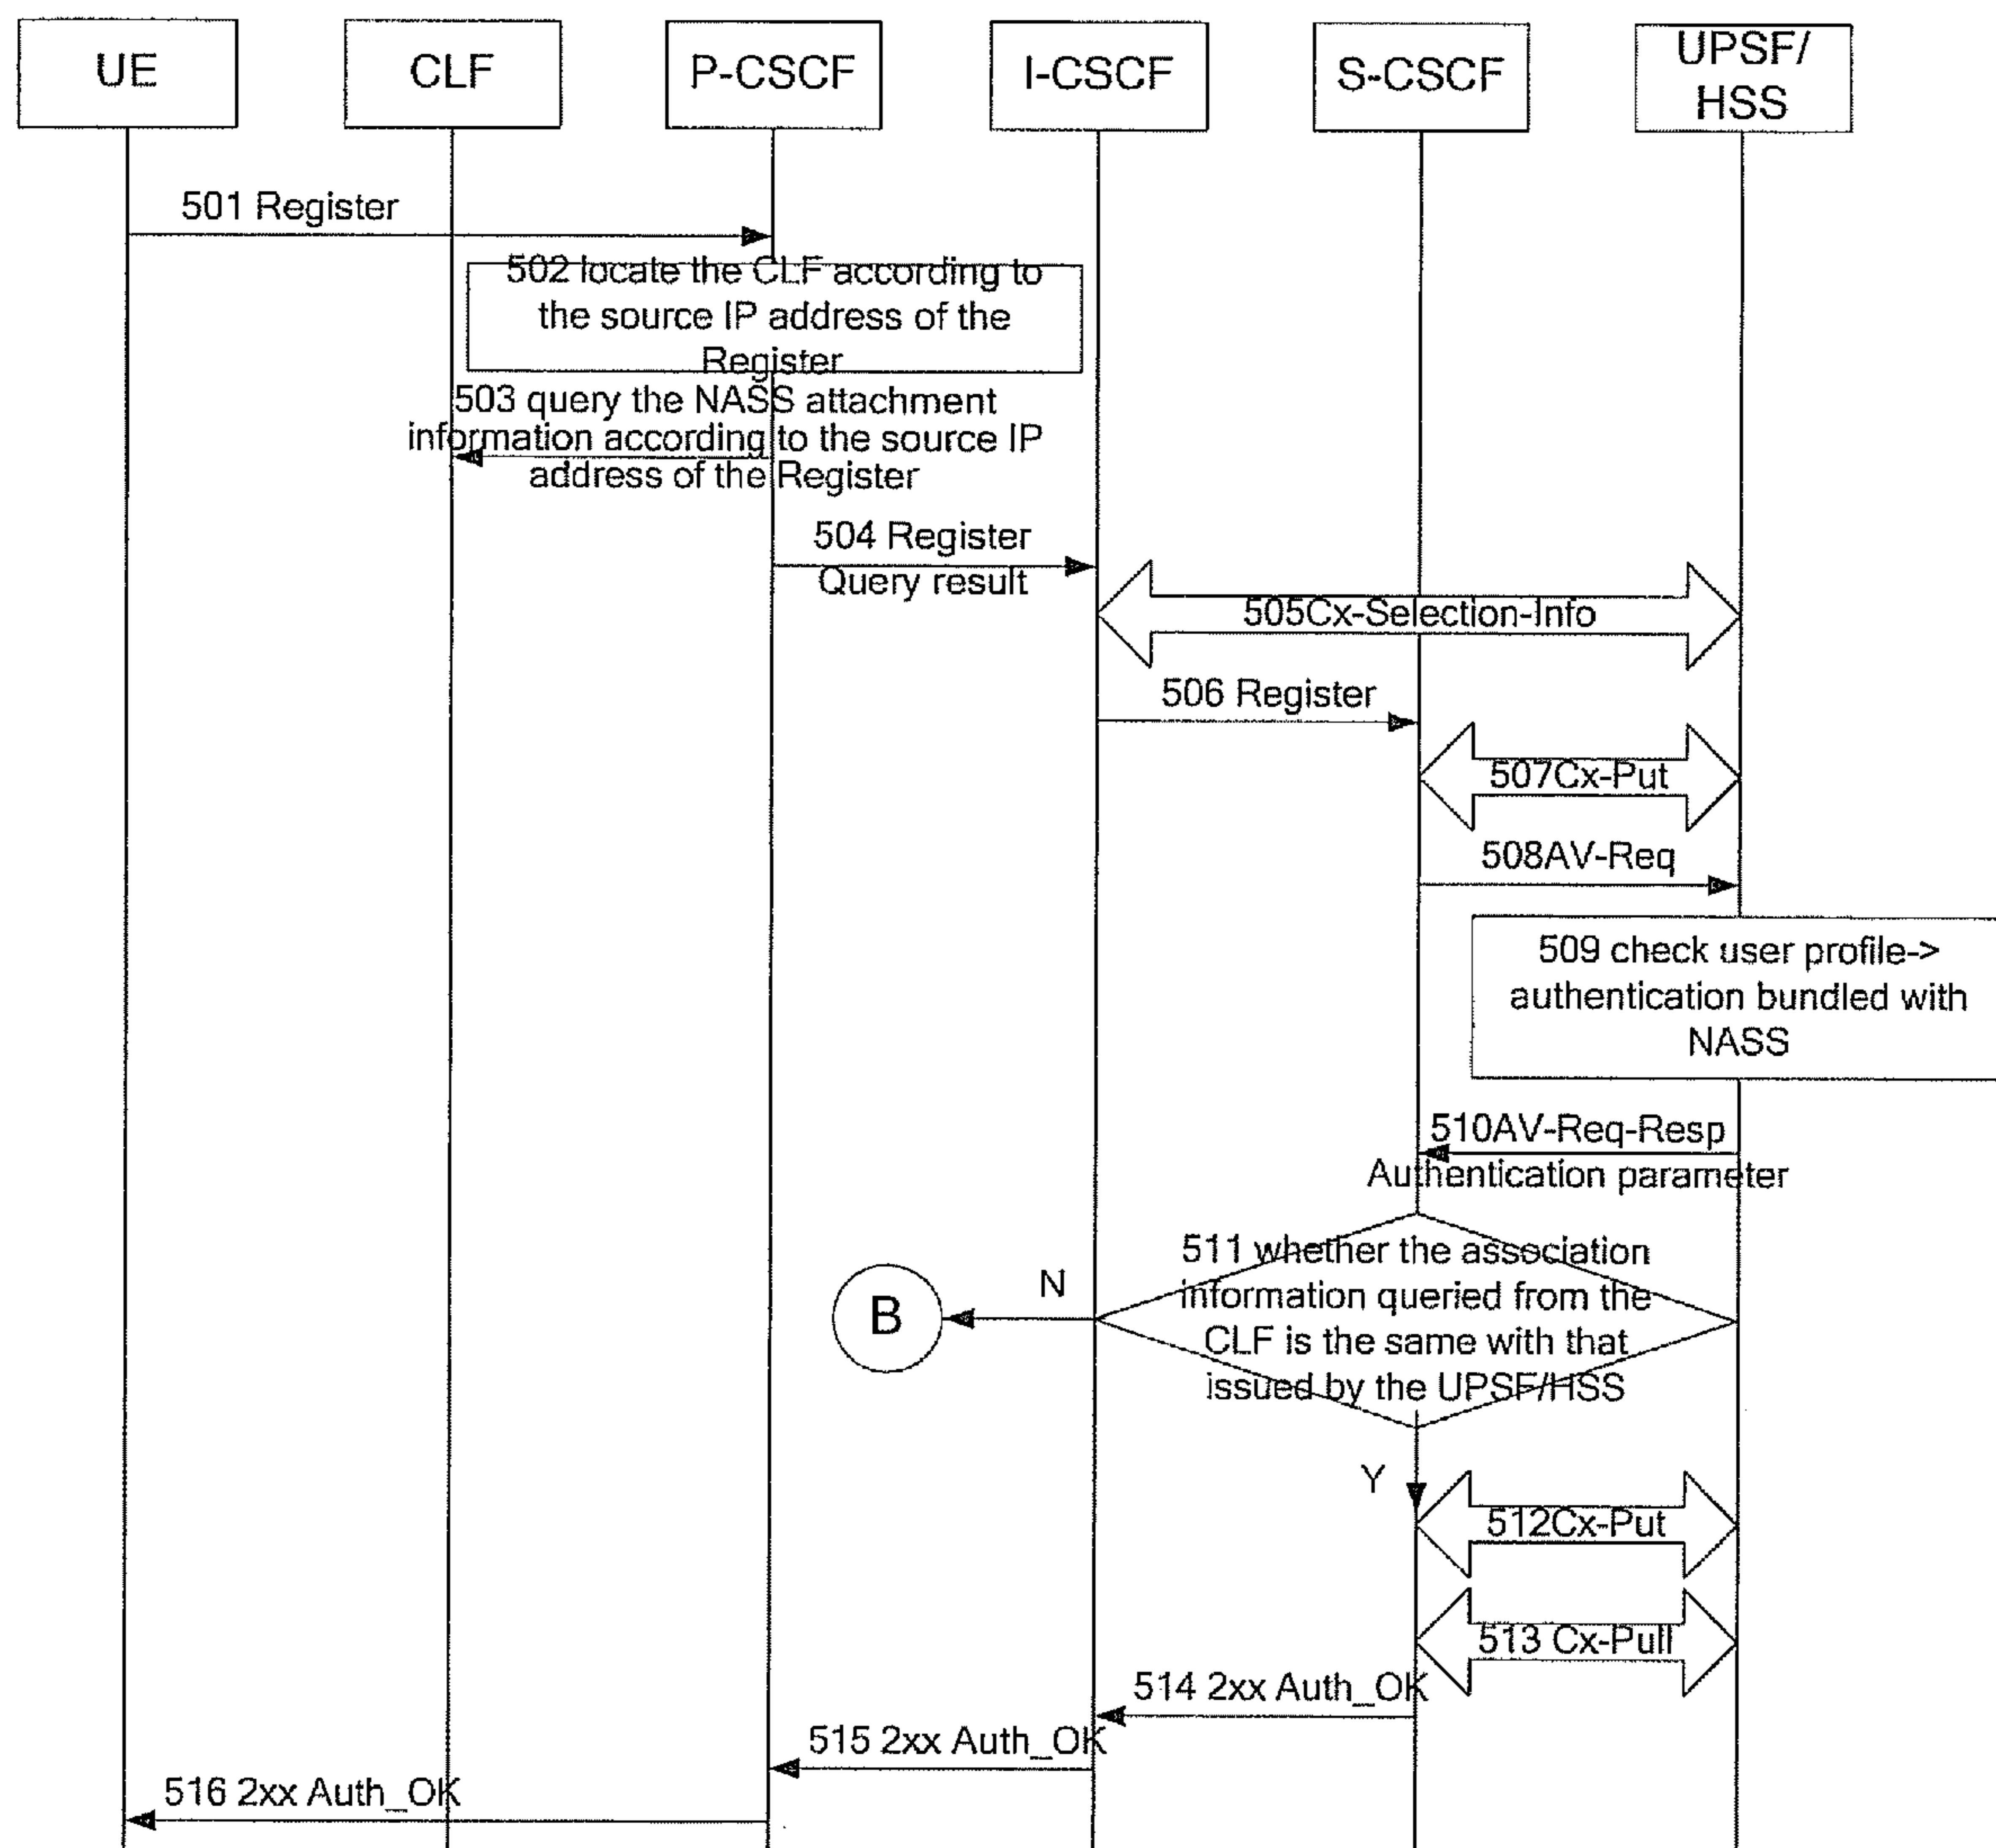 UE
CLF
P-CSCF
I-CSCF
S-CSCF
UPSF/
HSS
501 Register
502 locate the CLF according to
the source IP address of the
Register
503 query the NASS attachment
information according to the source IP
address of the Register
504 Register
Query result
505Cx-Selection-Info
506 Register
507Cx-Put
508AV-Req
509 check user profile->
authentication bundled with
NASS
510AV-Req-Resp
Authentication parameter
511 whether the association
information queried from the
CLF is the same with that
issued by the UPSF/HSS
N
B
Y
512Cx-Put
513 Cx-Pull
514 2xx Auth_OK
515 2xx Auth_OK
516 2xx Auth_OK